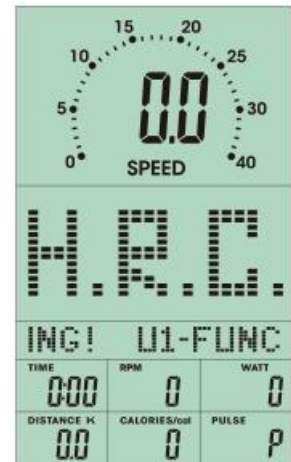 15 20
10 25
0.0
5 30
0 SPEED 40
H.R.C.
ING! U1-FUNC
TIME RPM WATT
0:00 0 0
DISTANCE K CALORIES/cal PULSE
0.0 0 P